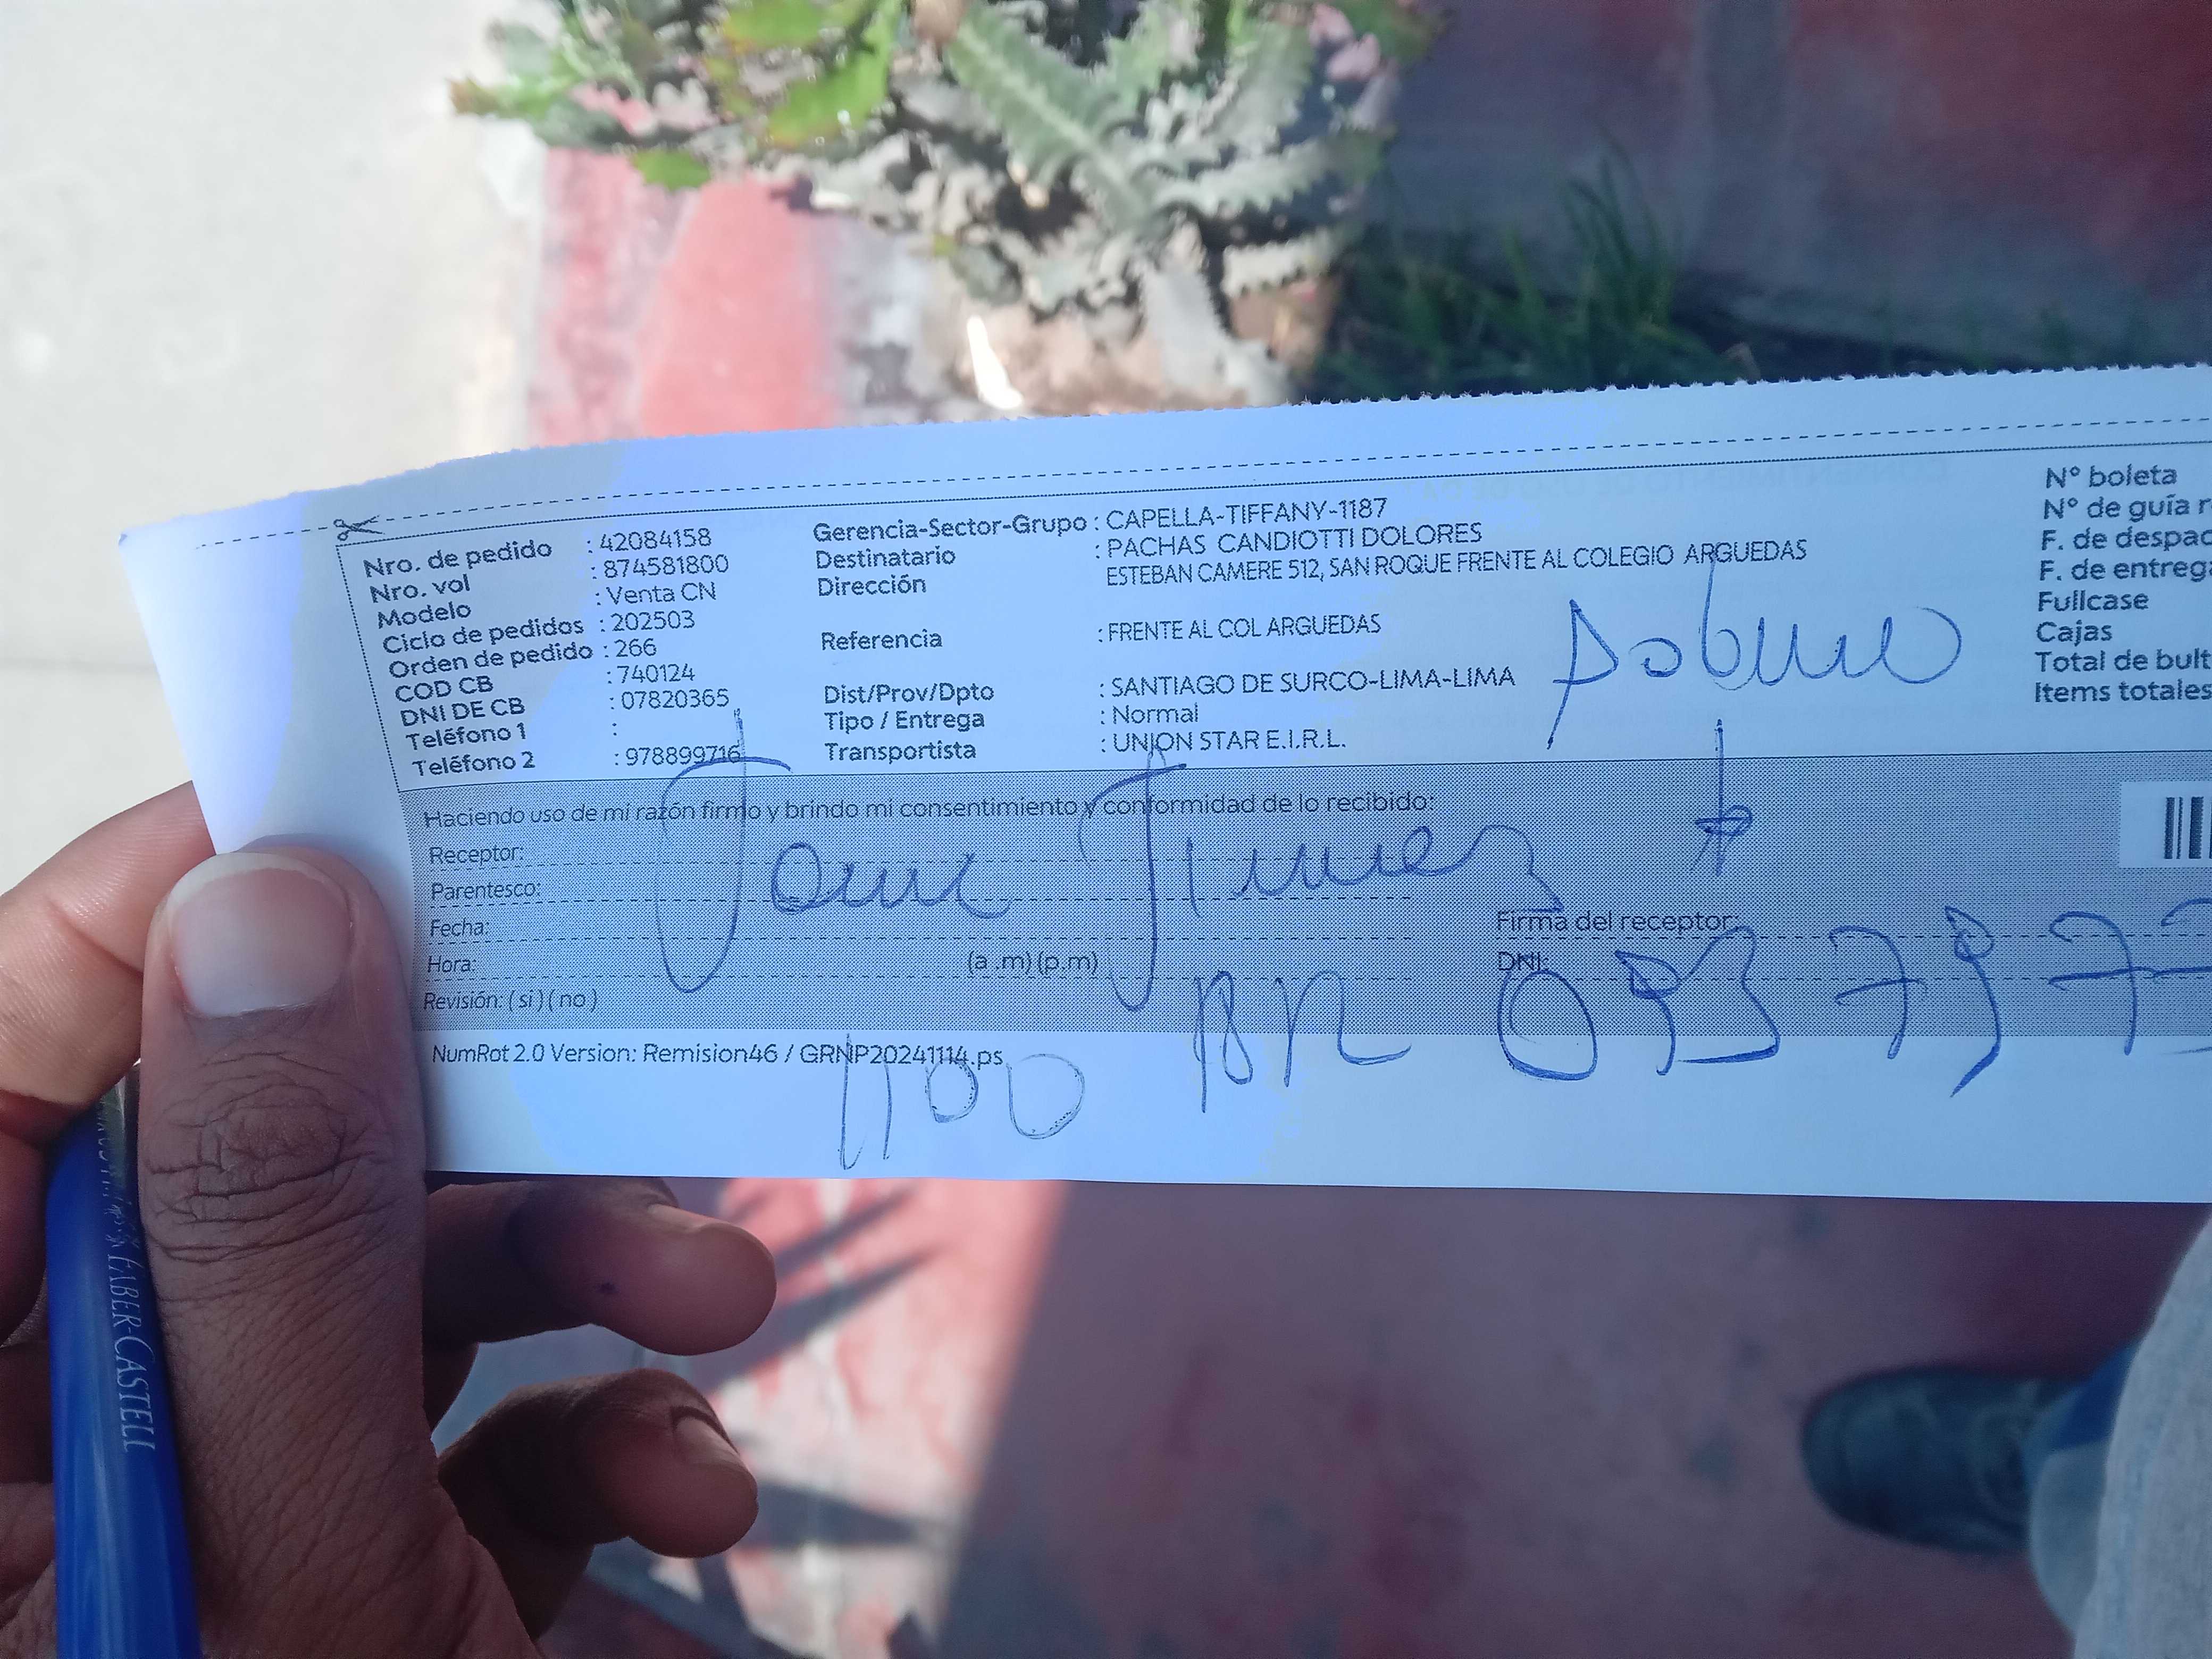 Nro. de pedido : 42084158
Nro. vol : 874581800
Modelo : Venta CN
Ciclo de pedidos : 202503
Orden de pedido : 266
COD CB : 740124
DNI DE CB : 07820365
Teléfono 1 :
Teléfono 2 : 978899716
Gerencia-Sector-Grupo : CAPELLA-TIFFANY-1187
Destinatario : PACHAS CANDIOTTI DOLORES
Dirección ESTEBAN CAMERE 512, SAN ROQUE FRENTE AL COLEGIO ARGUEDAS
Referencia : FRENTE AL COL ARGUEDAS
Dist/Prov/Dpto : SANTIAGO DE SURCO-LIMA-LIMA
Tipo / Entrega : Normal
Transportista : UNION STAR E.I.R.L.
N° boleta
N° de guía r
F. de despac
F. de entrega
Fullcase
Cajas
Total de bult
Items totales
Haciendo uso de mi razón firmo y brindo mi consentimiento y conformidad de lo recibido:
Receptor:
Parentesco:
Fecha:
Hora: (a .m) (p.m)
Revisión: ( si ) ( no )
Firma del receptor:
DNI:
NumRot 2.0 Version: Remision46 / GRNP20241114.ps
1100
FABER-CASTELL